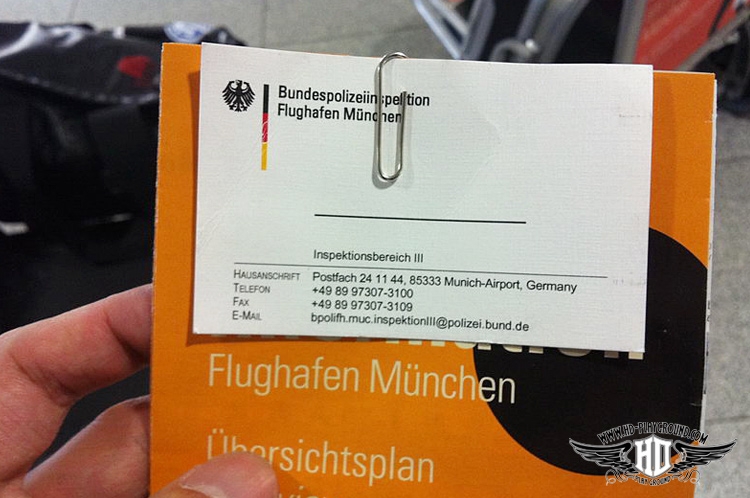 Bundespolizeiinspektion
Flughafen München
Inspektionsbereich III
HAUSANSCHRIFT Postfach 24 11 44, 85333 Munich-Airport, Germany
TELEFON +49 89 97307-3100
FAX +49 89 97307-3109
E-MAIL bpolifh.muc.inspektionIII@polizei.bund.de
Flughafen München
Übersichtsplan
WWW.HD-PLAYGROUND.COM
HD
PLAYGROUND